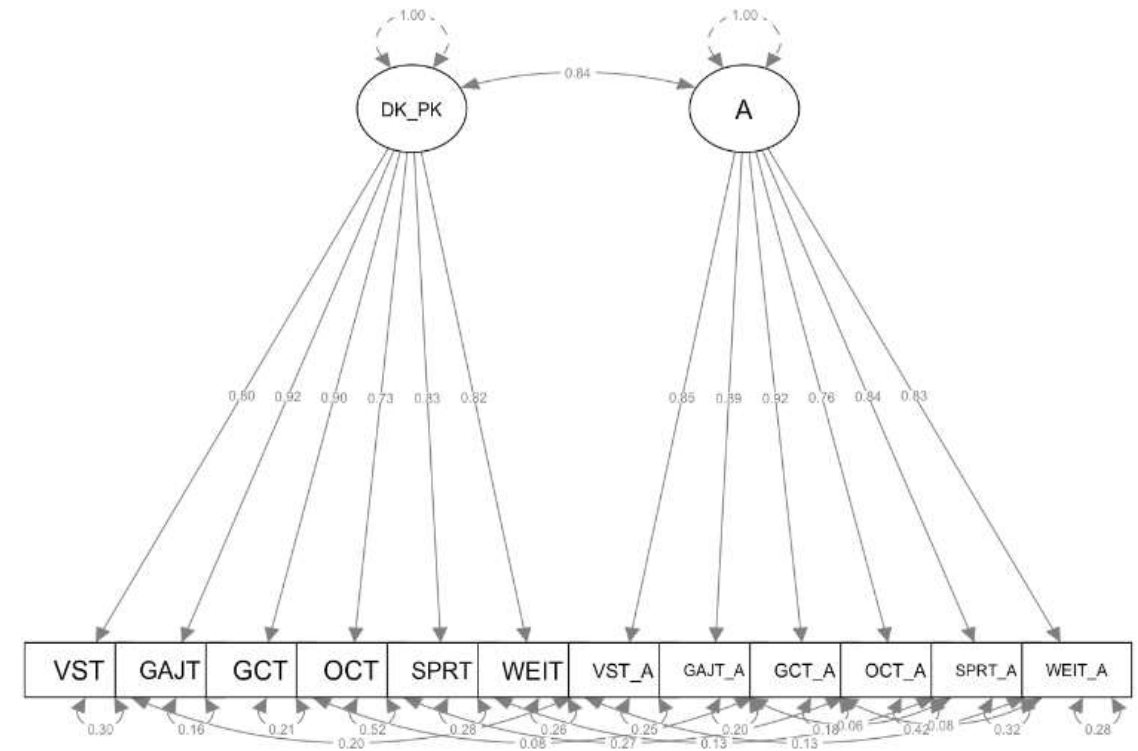 1.00 1.00
0.84
DK_PK A
0.80 0.92 0.90 0.73 0.83 0.82 0.85 0.89 0.92 0.76 0.84 0.83
VST GAJT GCT OCT SPRT WEIT VST_A GAJT_A GCT_A OCT_A SPRT_A WEIT_A
0.30 0.16 0.21 0.52 0.28 0.26 0.25 0.20 0.18 0.06 0.42 0.08 0.32 0.28
0.20 0.08 0.27 0.13 0.13